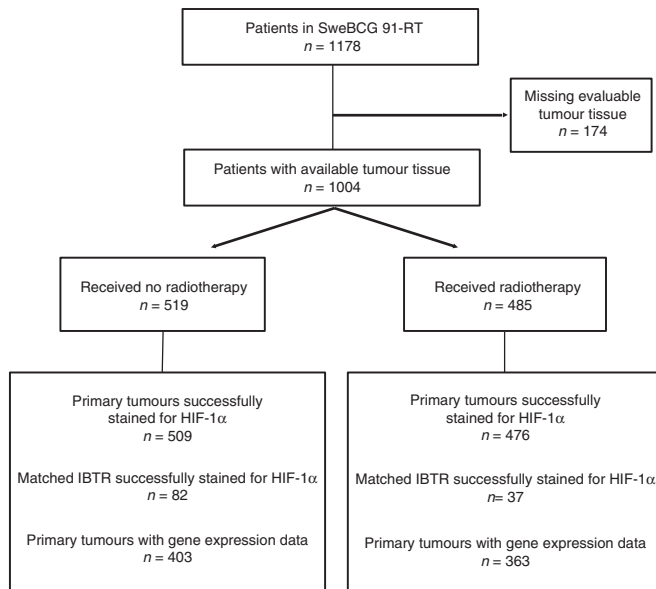 Patients in SweBCG 91-RT
n = 1178
Missing evaluable
tumour tissue
n = 174
Patients with available tumour tissue
n = 1004
Received no radiotherapy
n = 519
Received radiotherapy
n = 485
Primary tumours successfully
stained for HIF-1α
n = 509
Matched IBTR successfully stained for HIF-1α
n = 82
Primary tumours with gene expression data
n = 403
Primary tumours successfully
stained for HIF-1α
n = 476
Matched IBTR successfully stained for HIF-1α
n= 37
Primary tumours with gene expression data
n = 363